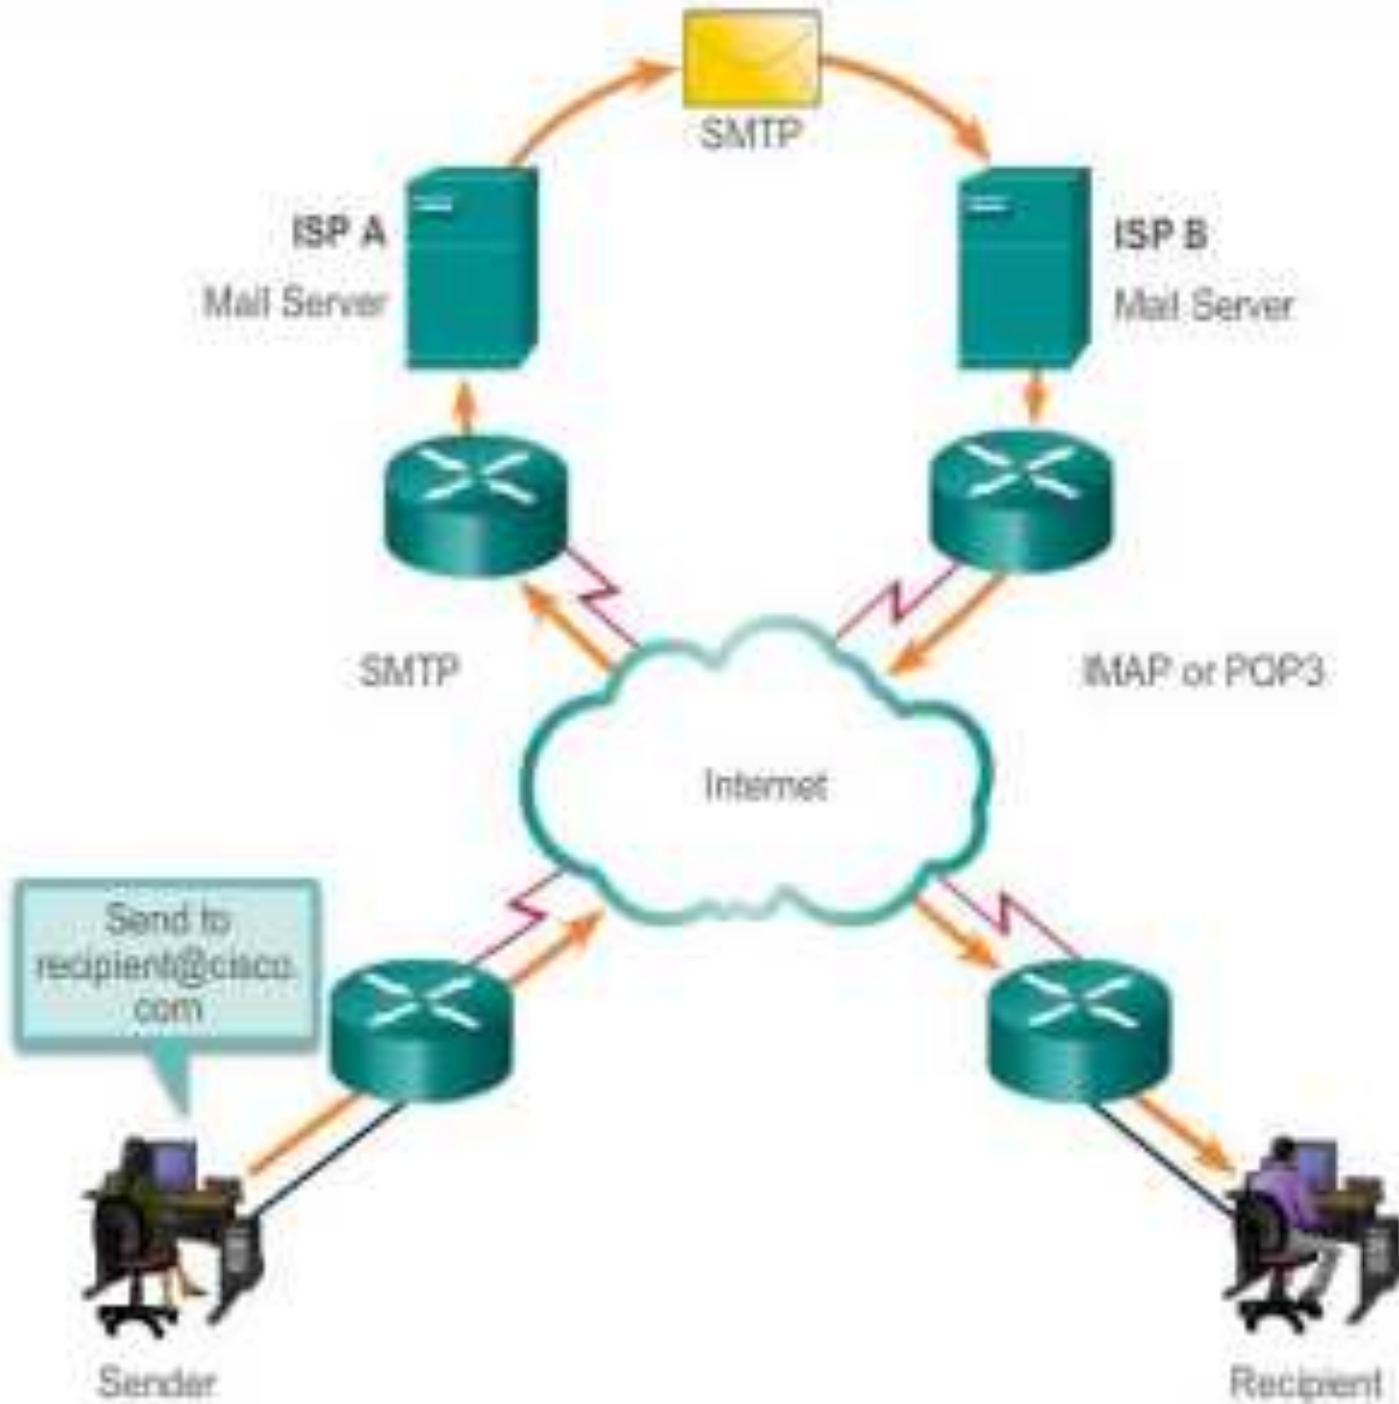 SMTP
ISP A
Mail Server
ISP B
Mail Server
SMTP
IMAP or POP3
Internet
Send to
recipient@cisco.
com
Sender
Recipient